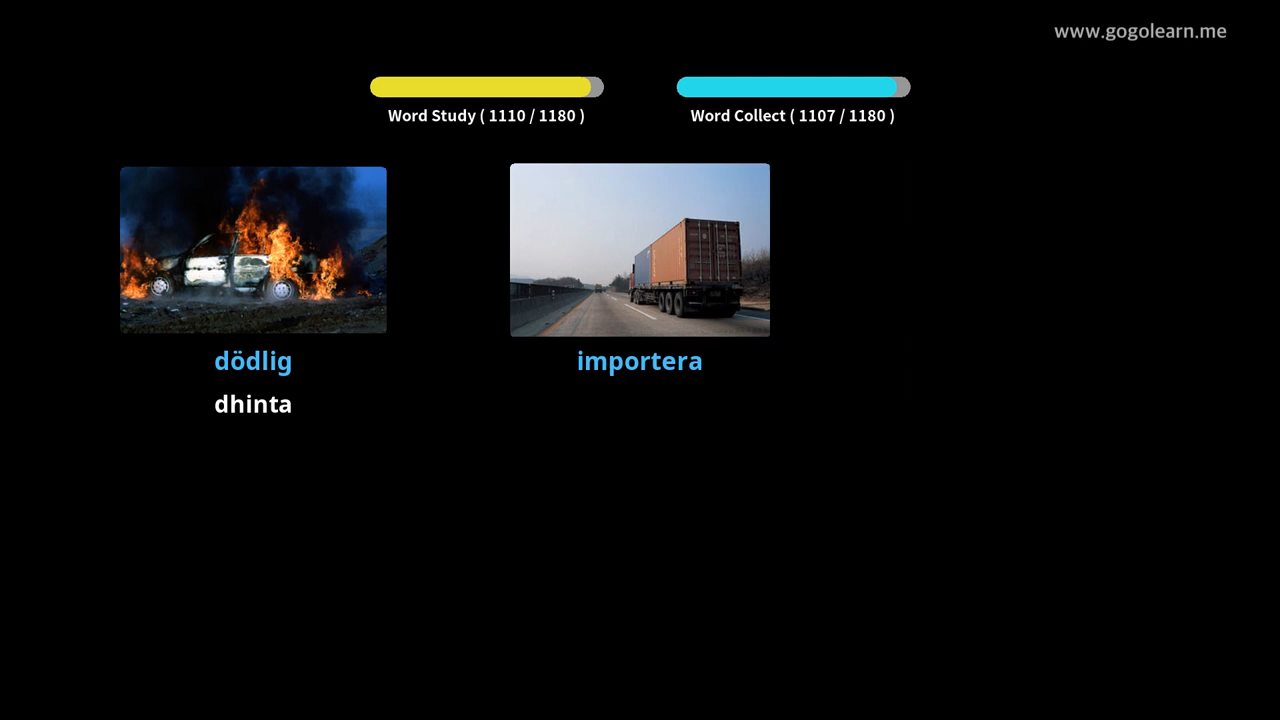 www.gogolearn.me
Word Study ( 1110 / 1180 )
Word Collect ( 1107 / 1180 )
dödlig
importera
dhinta